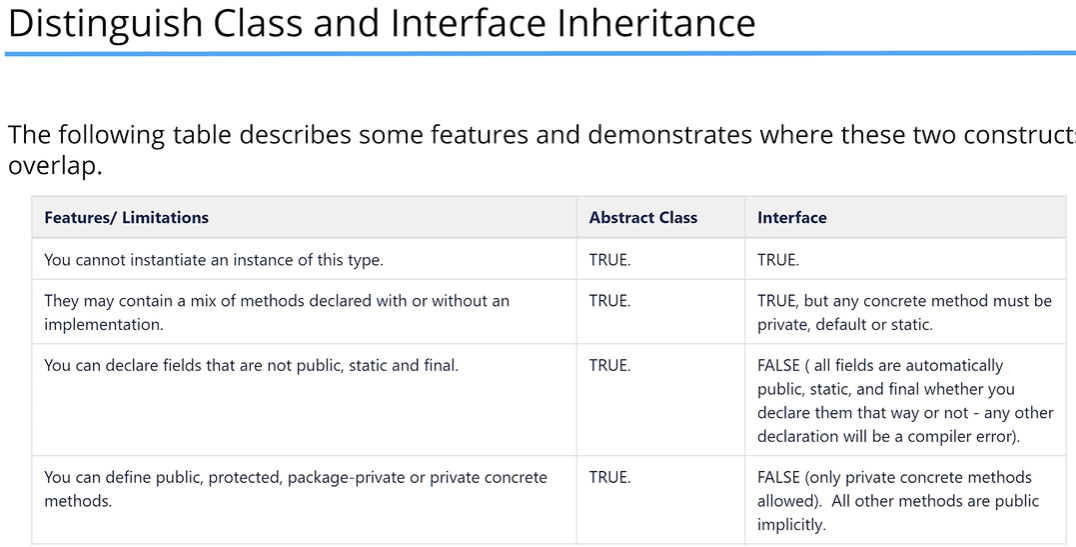 Distinguish Class and Interface Inheritance
The following table describes some features and demonstrates where these two constructs
overlap.
Features/ Limitations
Abstract Class
Interface
You cannot instantiate an instance of this type.
TRUE.
TRUE.
They may contain a mix of methods declared with or without an
implementation.
TRUE.
TRUE, but any concrete method must be
private, default or static.
You can declare fields that are not public, static and final.
TRUE.
FALSE ( all fields are automatically
public, static, and final whether you
declare them that way or not - any other
declaration will be a compiler error).
You can define public, protected, package-private or private concrete
methods.
TRUE.
FALSE (only private concrete methods
allowed).  All other methods are public
implicitly.